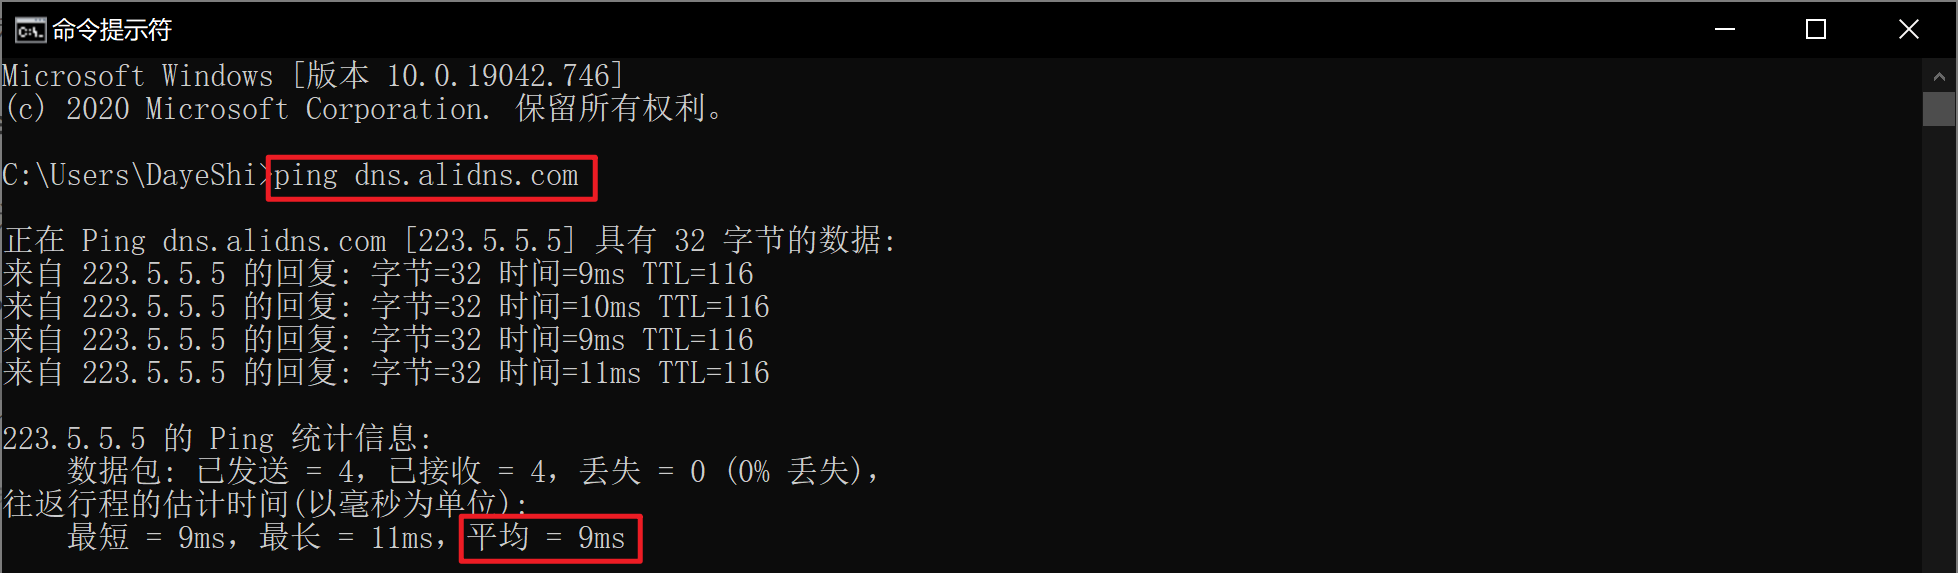 命令提示符
Microsoft Windows [版本 10.0.19042.746]
(c) 2020 Microsoft Corporation. 保留所有权利。
C:\Users\DayeShi>ping dns.alidns.com
正在 Ping dns.alidns.com [223.5.5.5] 具有 32 字节的数据:
来自 223.5.5.5 的回复: 字节=32 时间=9ms TTL=116
来自 223.5.5.5 的回复: 字节=32 时间=10ms TTL=116
来自 223.5.5.5 的回复: 字节=32 时间=9ms TTL=116
来自 223.5.5.5 的回复: 字节=32 时间=11ms TTL=116
223.5.5.5 的 Ping 统计信息:
数据包: 已发送 = 4，已接收 = 4，丢失 = 0 (0% 丢失)，
往返行程的估计时间(以毫秒为单位):
最短 = 9ms，最长 = 11ms，平均 = 9ms